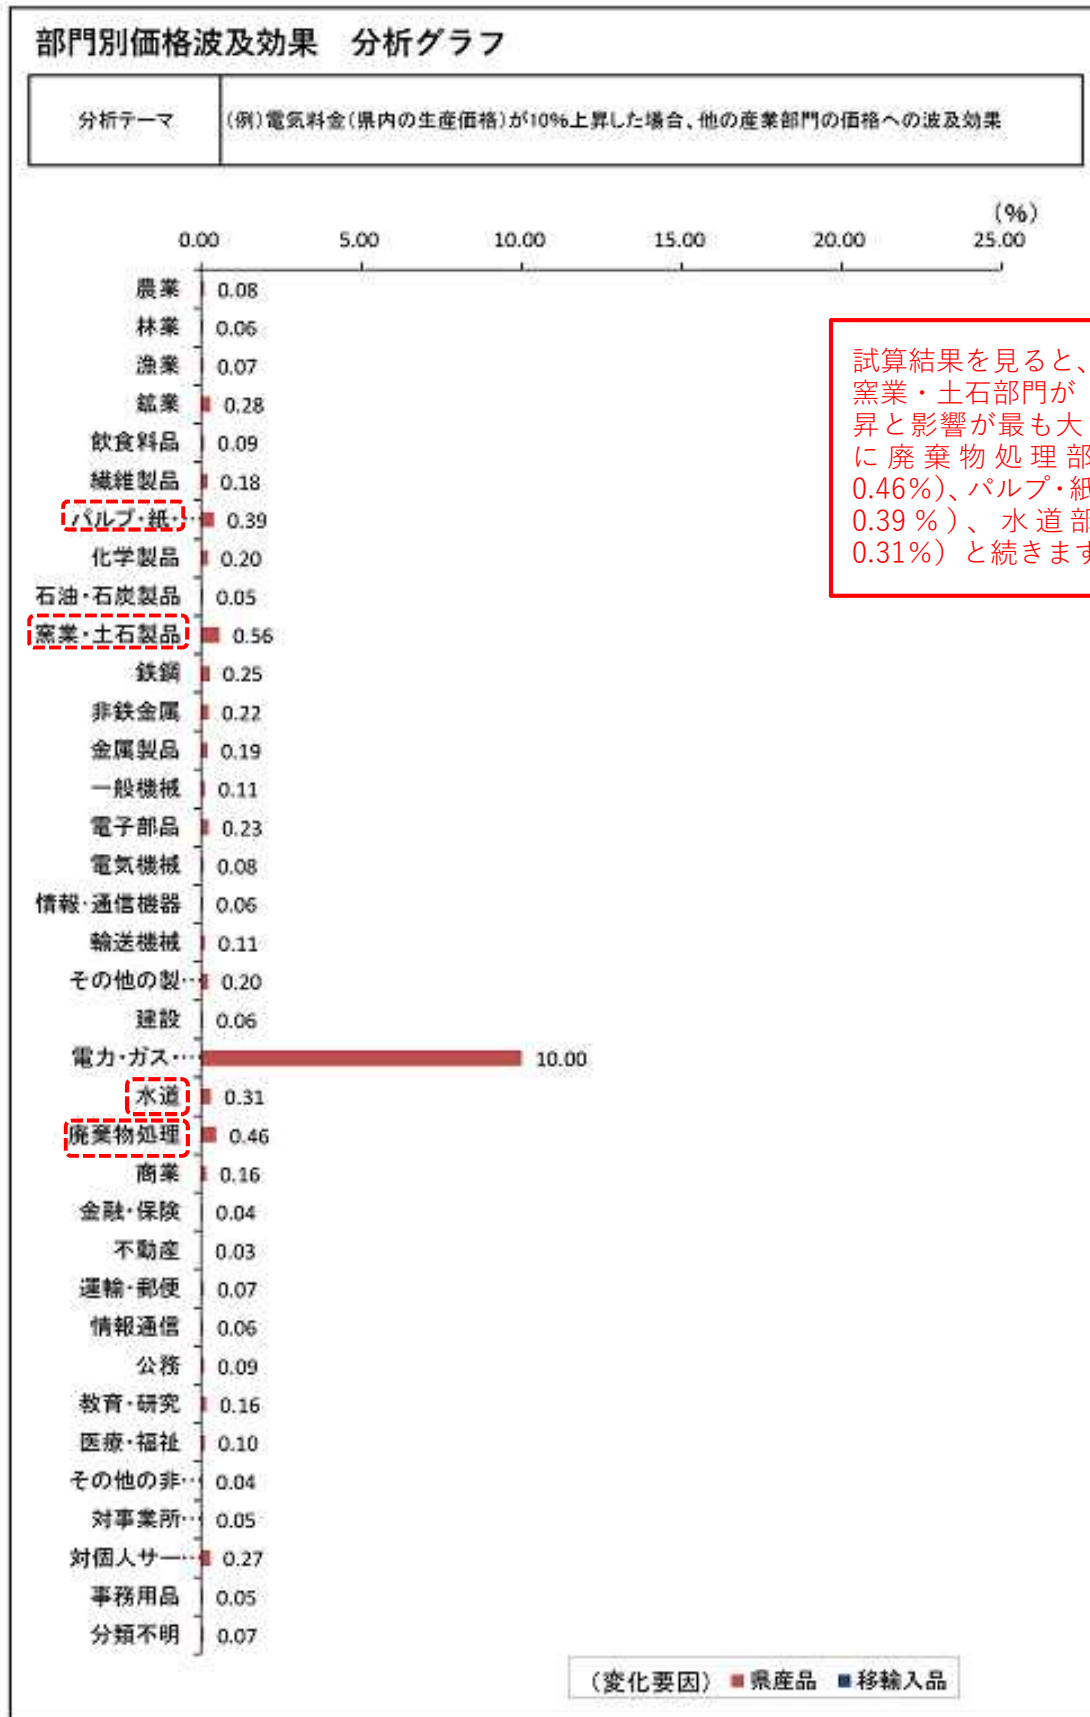 部門別価格波及効果　分析グラフ
分析テーマ
(例)電気料金(県内の生産価格)が10%上昇した場合、他の産業部門の価格への波及効果
(%)
0.00 5.00 10.00 15.00 20.00 25.00
農業 0.08
林業 0.06
漁業 0.07
鉱業 0.28
飲食料品 0.09
繊維製品 0.18
パルプ・紙・… 0.39
化学製品 0.20
石油・石炭製品 0.05
窯業・土石製品 0.56
鉄鋼 0.25
非鉄金属 0.22
金属製品 0.19
一般機械 0.11
電子部品 0.23
電気機械 0.08
情報・通信機器 0.06
輸送機械 0.11
その他の製… 0.20
建設 0.06
電力・ガス・… 10.00
水道 0.31
廃棄物処理 0.46
商業 0.16
金融・保険 0.04
不動産 0.03
運輸・郵便 0.07
情報通信 0.06
公務 0.09
教育・研究 0.16
医療・福祉 0.10
その他の非… 0.04
対事業所… 0.05
対個人サー… 0.27
事務用品 0.05
分類不明 0.07
試算結果を見ると、
窯業・土石部門が
昇と影響が最も大
に廃棄物処理部
0.46%)、パルプ・紙
0.39%)、水道部
0.31%）と続きます
(変化要因) 県産品 移輸入品